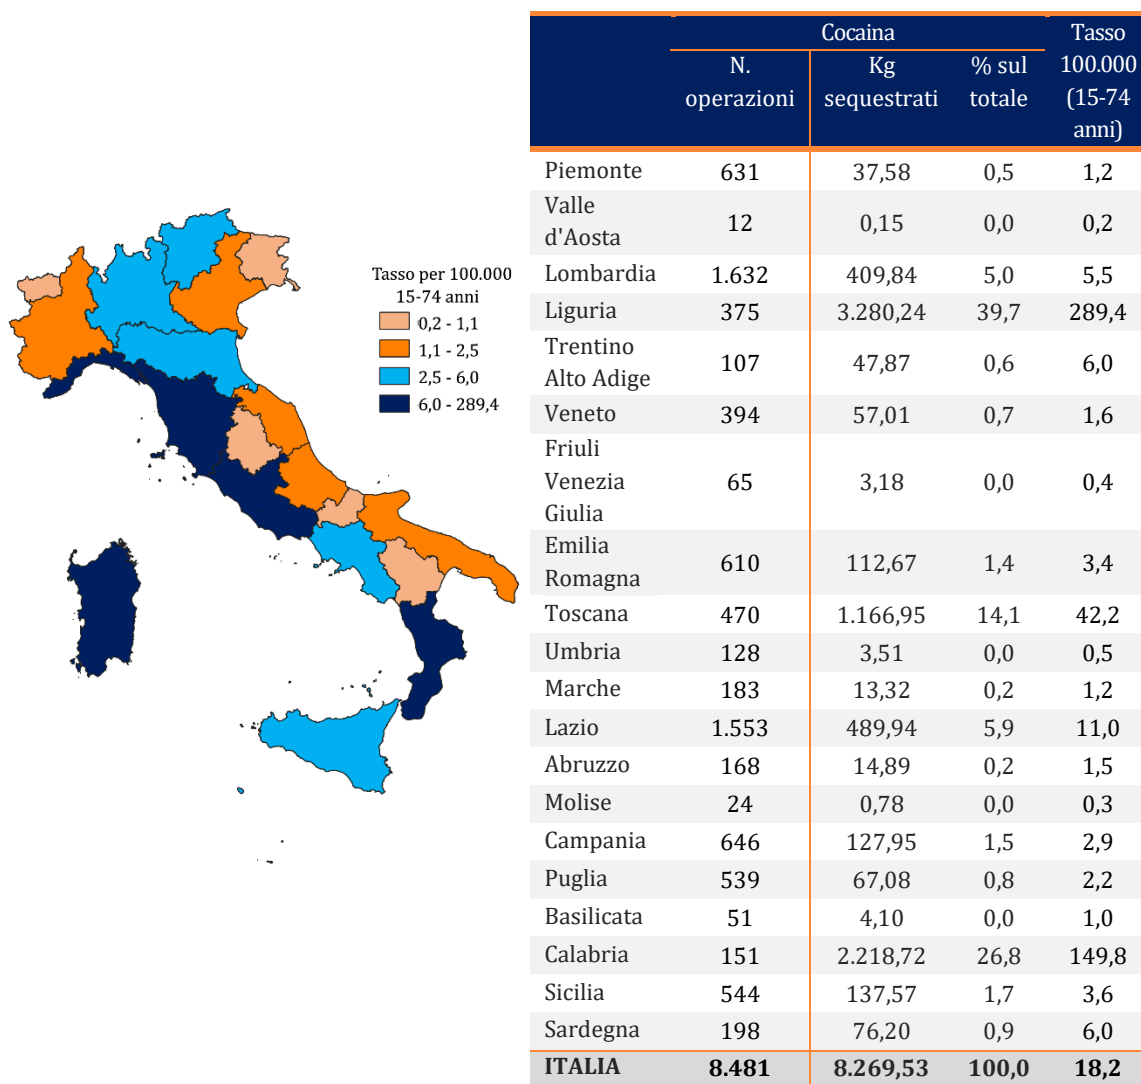 Tasso per 100.000
15-74 anni
0,2 - 1,1
1,1 - 2,5
2,5 - 6,0
6,0 - 289,4
Cocaina Tasso 100.000 (15-74 anni)
N. operazioni Kg sequestrati % sul totale
Piemonte 631 37,58 0,5 1,2
Valle d'Aosta 12 0,15 0,0 0,2
Lombardia 1.632 409,84 5,0 5,5
Liguria 375 3.280,24 39,7 289,4
Trentino Alto Adige 107 47,87 0,6 6,0
Veneto 394 57,01 0,7 1,6
Friuli Venezia Giulia 65 3,18 0,0 0,4
Emilia Romagna 610 112,67 1,4 3,4
Toscana 470 1.166,95 14,1 42,2
Umbria 128 3,51 0,0 0,5
Marche 183 13,32 0,2 1,2
Lazio 1.553 489,94 5,9 11,0
Abruzzo 168 14,89 0,2 1,5
Molise 24 0,78 0,0 0,3
Campania 646 127,95 1,5 2,9
Puglia 539 67,08 0,8 2,2
Basilicata 51 4,10 0,0 1,0
Calabria 151 2.218,72 26,8 149,8
Sicilia 544 137,57 1,7 3,6
Sardegna 198 76,20 0,9 6,0
ITALIA 8.481 8.269,53 100,0 18,2